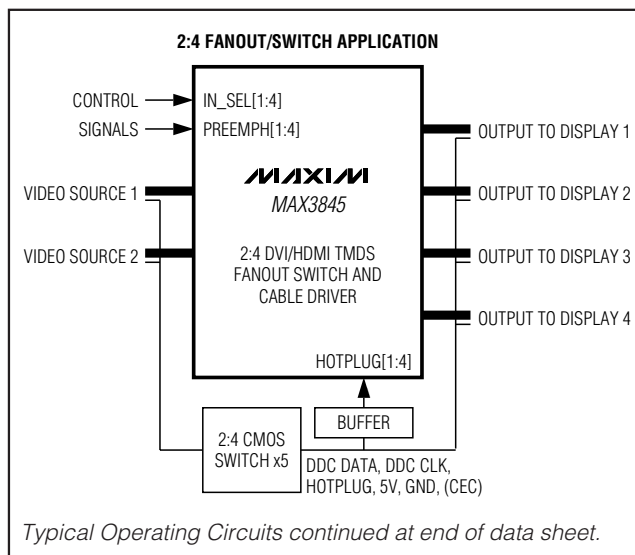 2:4 FANOUT/SWITCH APPLICATION
CONTROL
SIGNALS
IN_SEL[1:4]
PREEMPH[1:4]
VIDEO SOURCE 1
VIDEO SOURCE 2
MAXIM
MAX3845
2:4 DVI/HDMI TMDS
FANOUT SWITCH AND
CABLE DRIVER
HOTPLUG[1:4]
OUTPUT TO DISPLAY 1
OUTPUT TO DISPLAY 2
OUTPUT TO DISPLAY 3
OUTPUT TO DISPLAY 4
BUFFER
2:4 CMOS
SWITCH x5
DDC DATA, DDC CLK,
HOTPLUG, 5V, GND, (CEC)
Typical Operating Circuits continued at end of data sheet.